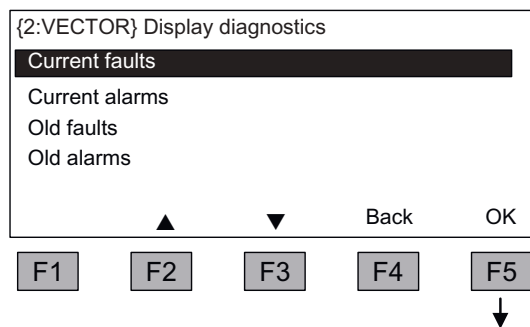 {2:VECTOR} Display diagnostics
Current faults
Current alarms
Old faults
Old alarms
▲ ▼ Back OK
F1 F2 F3 F4 F5